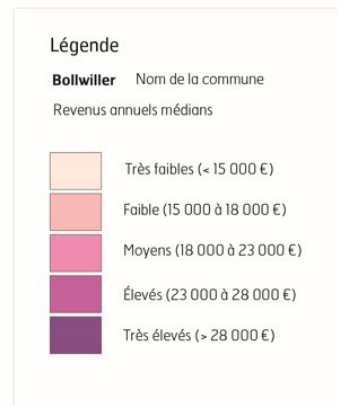 Légende
Bollwiller Nom de la commune
Revenus annuels médians
Très faibles (< 15 000 €)
Faible (15 000 à 18 000 €)
Moyens (18 000 à 23 000 €)
Élevés (23 000 à 28 000 €)
Très élevés (> 28 000 €)